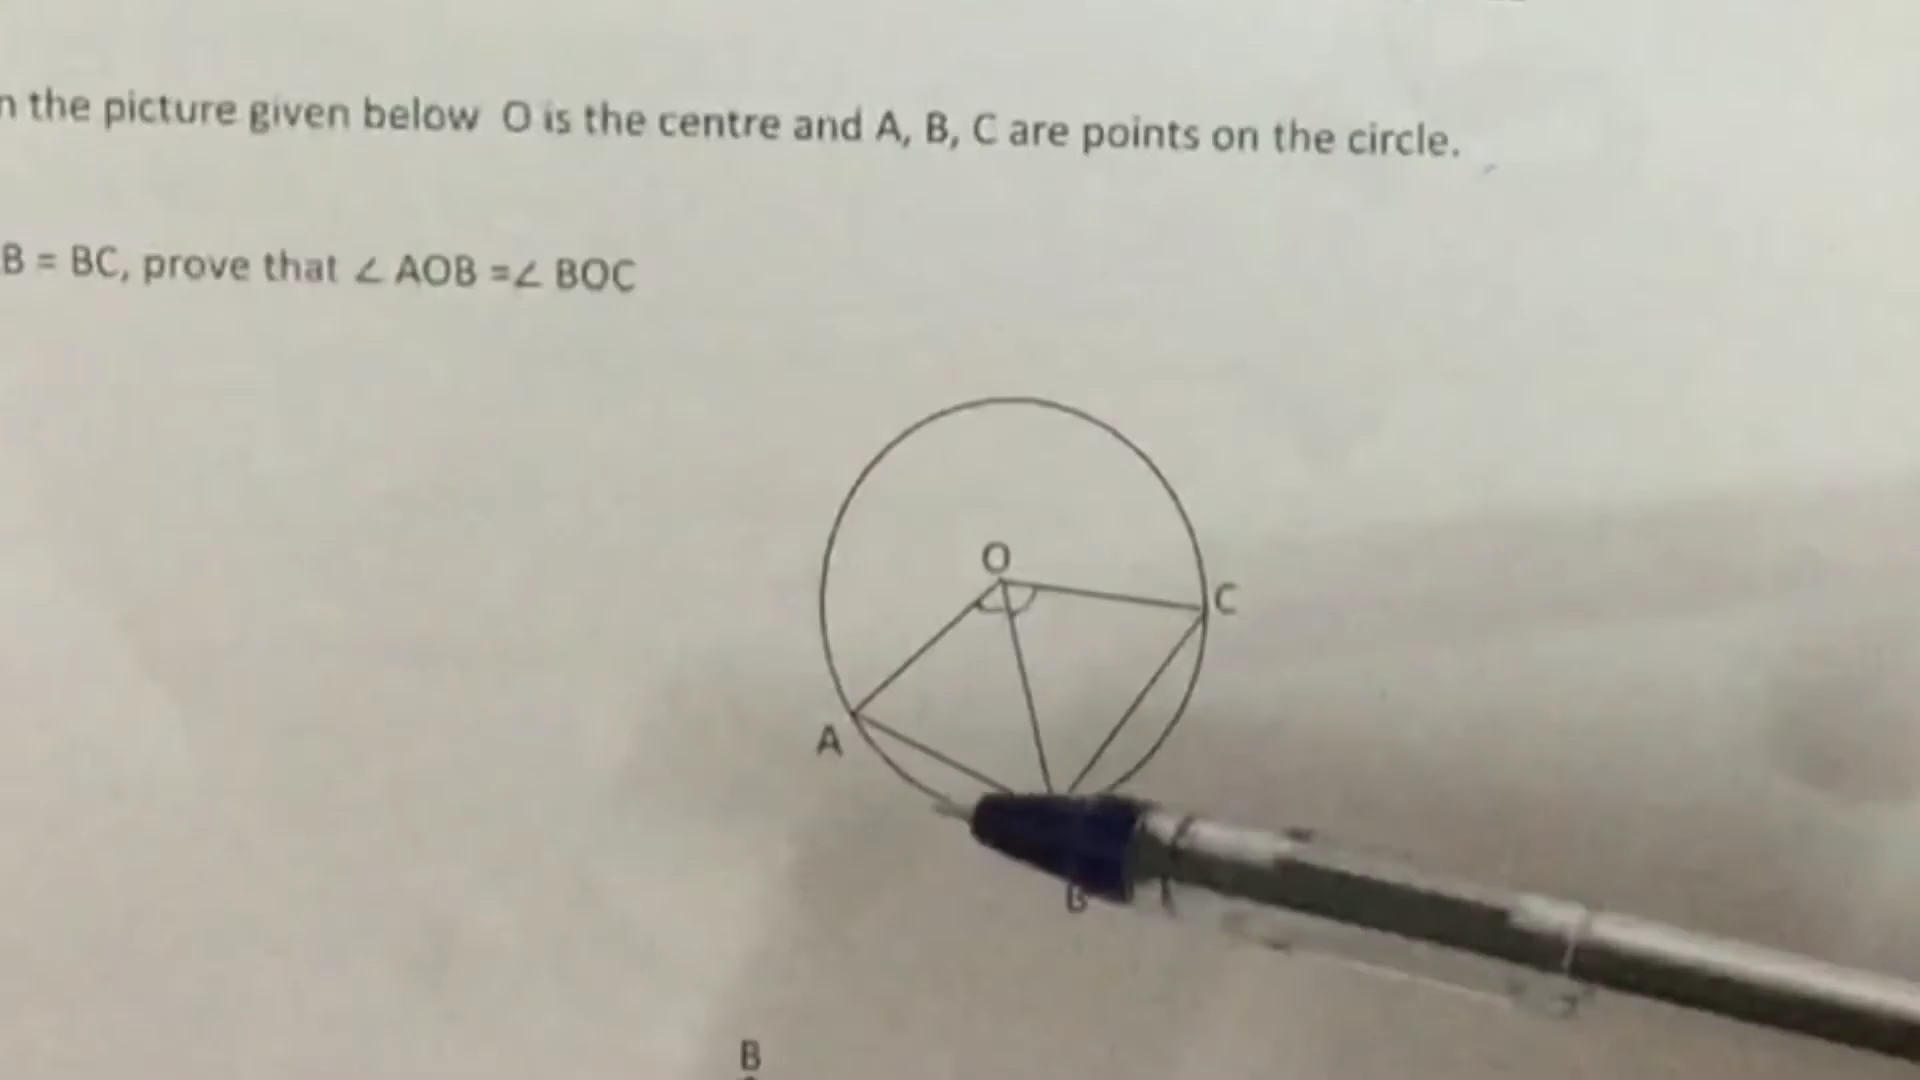 n the picture given below O is the centre and A, B, C are points on the circle.
B = BC, prove that ∠ AOB =∠ BOC
O
C
A
B
B